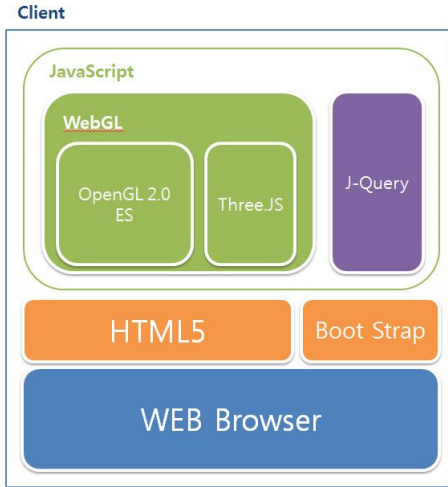 Client
JavaScript
WebGL
OpenGL 2.0
ES
Three.JS
J-Query
HTML5
Boot Strap
WEB Browser